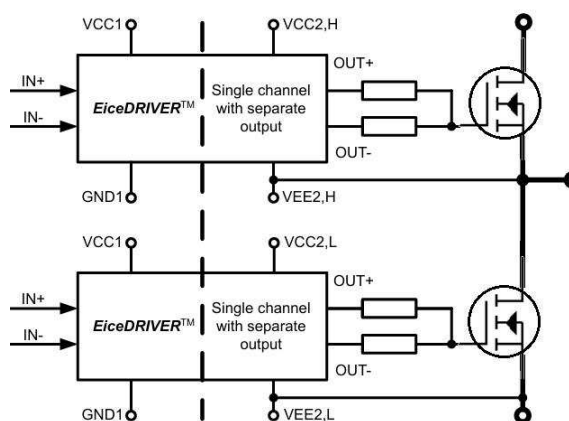 VCC1
VCC2,H
OUT+
IN+
EiceDRIVER™
Single channel
with separate
output
IN-
OUT-
GND1
VEE2,H
VCC1
VCC2,L
OUT+
IN+
EiceDRIVER™
Single channel
with separate
output
IN-
OUT-
GND1
VEE2,L